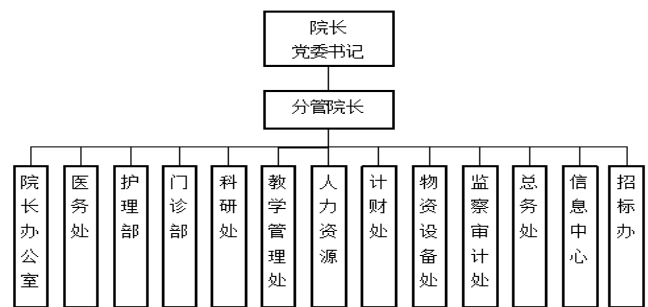 院长
党委书记
分管院长
院长办公室
医务处
护理部
门诊部
科研处
教学管理处
人力资源
计财处
物资设备处
监察审计处
总务处
信息中心
招标办